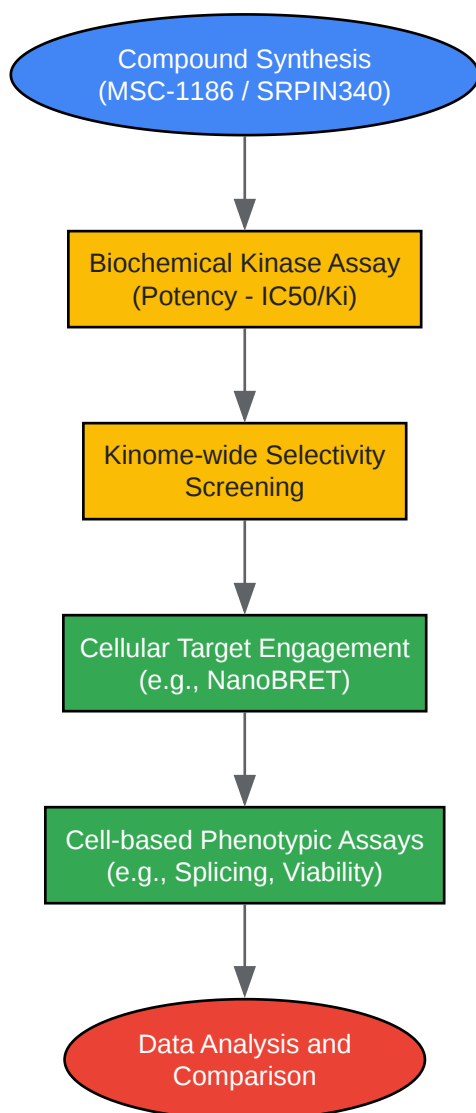 Compound Synthesis
(MSC-1186 / SRPIN340)
Biochemical Kinase Assay
(Potency - IC50/Ki)
Kinome-wide Selectivity
Screening
Cellular Target Engagement
(e.g., NanoBRET)
Cell-based Phenotypic Assays
(e.g., Splicing, Viability)
Data Analysis and
Comparison